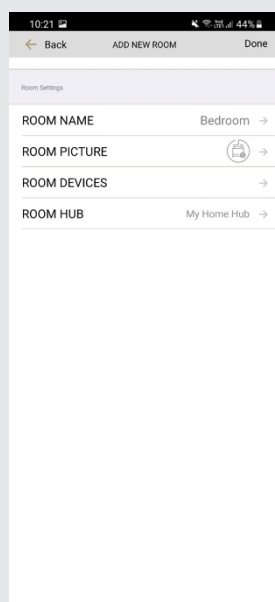 10:21 44%
Back ADD NEW ROOM Done
Room Settings
ROOM NAME Bedroom
ROOM PICTURE
ROOM DEVICES
ROOM HUB My Home Hub